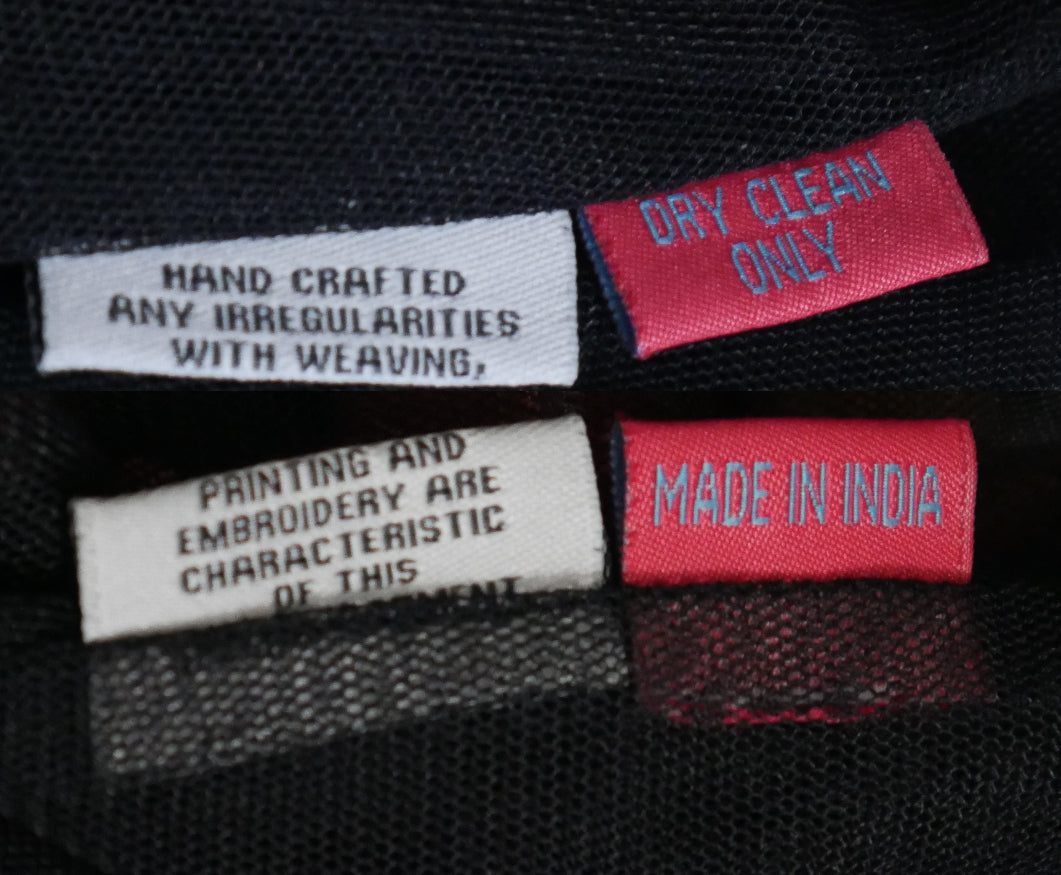 HAND CRAFTED
ANY IRREGULARITIES
WITH WEAVING,
DRY CLEAN
ONLY
PRINTING AND
EMBROIDERY ARE
CHARACTERISTIC
OF THIS
MADE IN INDIA